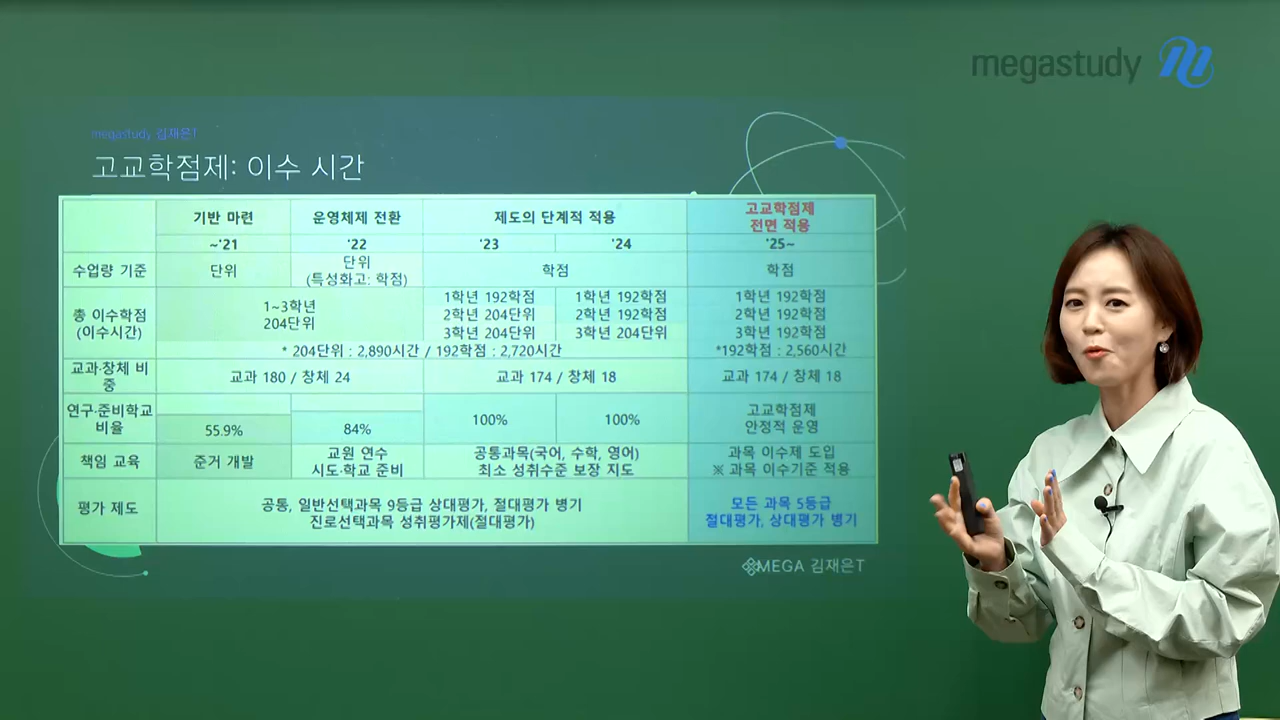 megastudy
megastudy 김재은T
고교학점제: 이수 시간
기반 마련
운영체제 전환
제도의 단계적 적용
고교학점제
전면 적용
~'21
'22
'23
'24
'25~
수업량 기준
단위
단위
(특성화고: 학점)
학점
학점
총 이수학점
(이수시간)
1~3학년
204단위
1학년 192학점
2학년 204단위
3학년 204단위
1학년 192학점
2학년 192학점
3학년 204단위
1학년 192학점
2학년 192학점
3학년 192학점
* 204단위 : 2,890시간 / 192학점 : 2,720시간
*192학점 : 2,560시간
교과·창체 비
중
교과 180 / 창체 24
교과 174 / 창체 18
교과 174 / 창체 18
연구·준비학교
비율
55.9%
84%
100%
100%
고교학점제
안정적 운영
책임 교육
준거 개발
교원 연수
시도·학교 준비
공통과목(국어, 수학, 영어)
최소 성취수준 보장 지도
과목 이수제 도입
※ 과목 이수기준 적용
평가 제도
공통, 일반선택과목 9등급 상대평가, 절대평가 병기
진로선택과목 성취평가제(절대평가)
모든 과목 5등급
절대평가, 상대평가 병기
MEGA 김재은T